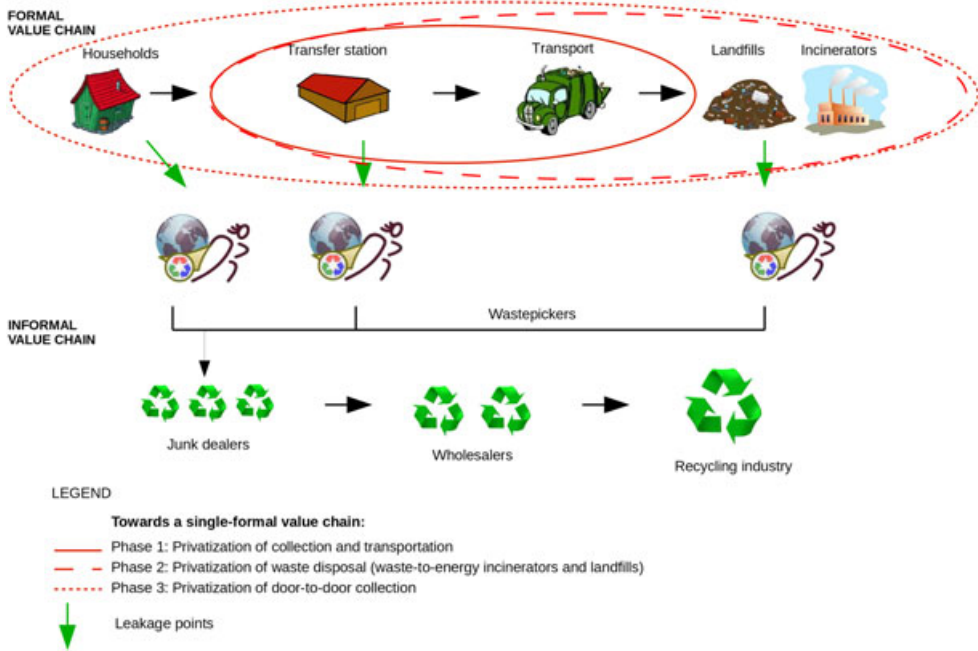 FORMAL
VALUE CHAIN
Households
Transfer station
Transport
Landfills
Incinerators
Wastepickers
INFORMAL
VALUE CHAIN
Junk dealers
Wholesalers
Recycling industry
LEGEND
Towards a single-formal value chain:
Phase 1: Privatization of collection and transportation
Phase 2: Privatization of waste disposal (waste-to-energy incinerators and landfills)
Phase 3: Privatization of door-to-door collection
Leakage points